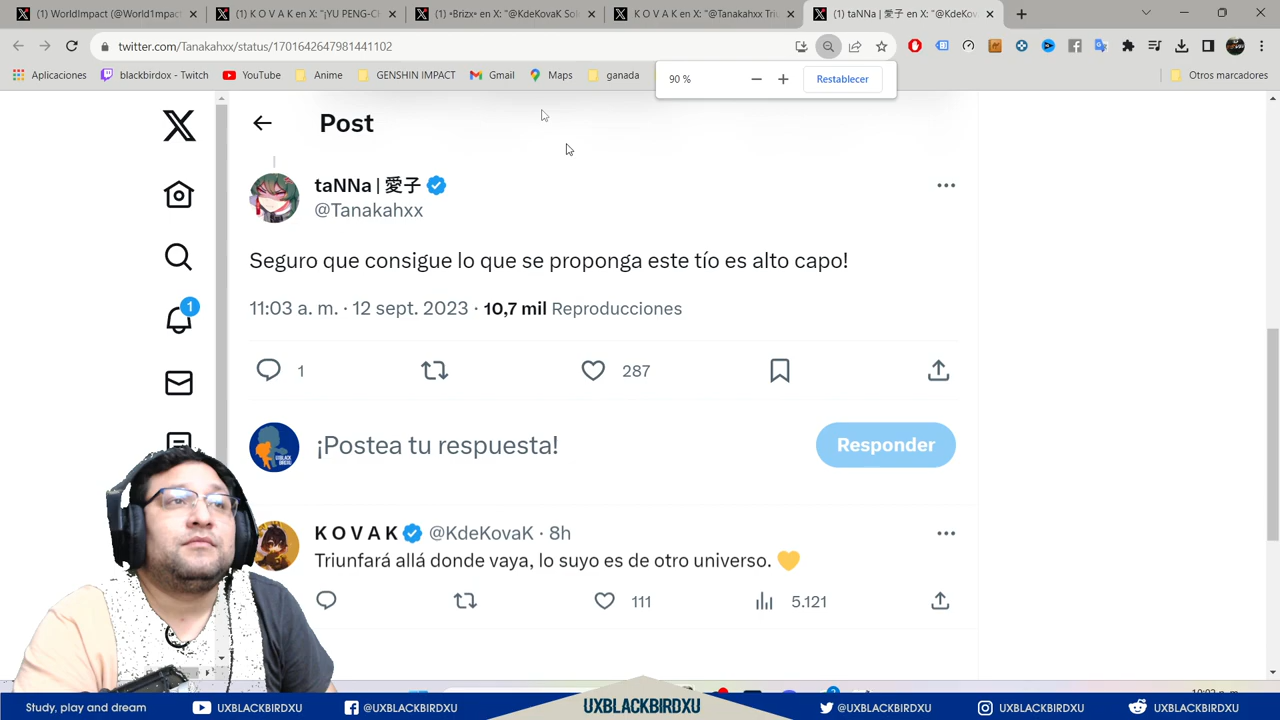 (1) WorldImpact (@World1mpact
(1) K O V A K en X: "¡YU PENG-C
(1) •Brizx• en X: "@KdeKovaK Sol
K O V A K en X: "@Tanakahxx Triu
(1) taNNa | 愛子 en X: "@KdeKov
twitter.com/Tanakahxx/status/1701642647981441102
Aplicaciones
blackbirdox - Twitch
YouTube
Anime
GENSHIN IMPACT
Gmail
Maps
ganada
Otros marcadores
90 %
Restablecer
Post
taNNa | 愛子
@Tanakahxx
Seguro que consigue lo que se proponga este tío es alto capo!
11:03 a. m. · 12 sept. 2023 · 10,7 mil Reproducciones
1
1 287
¡Postea tu respuesta!
Responder
K O V A K @KdeKovaK · 8h
Triunfará allá donde vaya, lo suyo es de otro universo. 💛
111 5.121
Study, play and dream
UXBLACKBIRDXU
@UXBLACKBIRDXU
UXBLACKBIRDXU
@UXBLACKBIRDXU
UXBLACKBIRDXU
UXBLACKBIRDXU